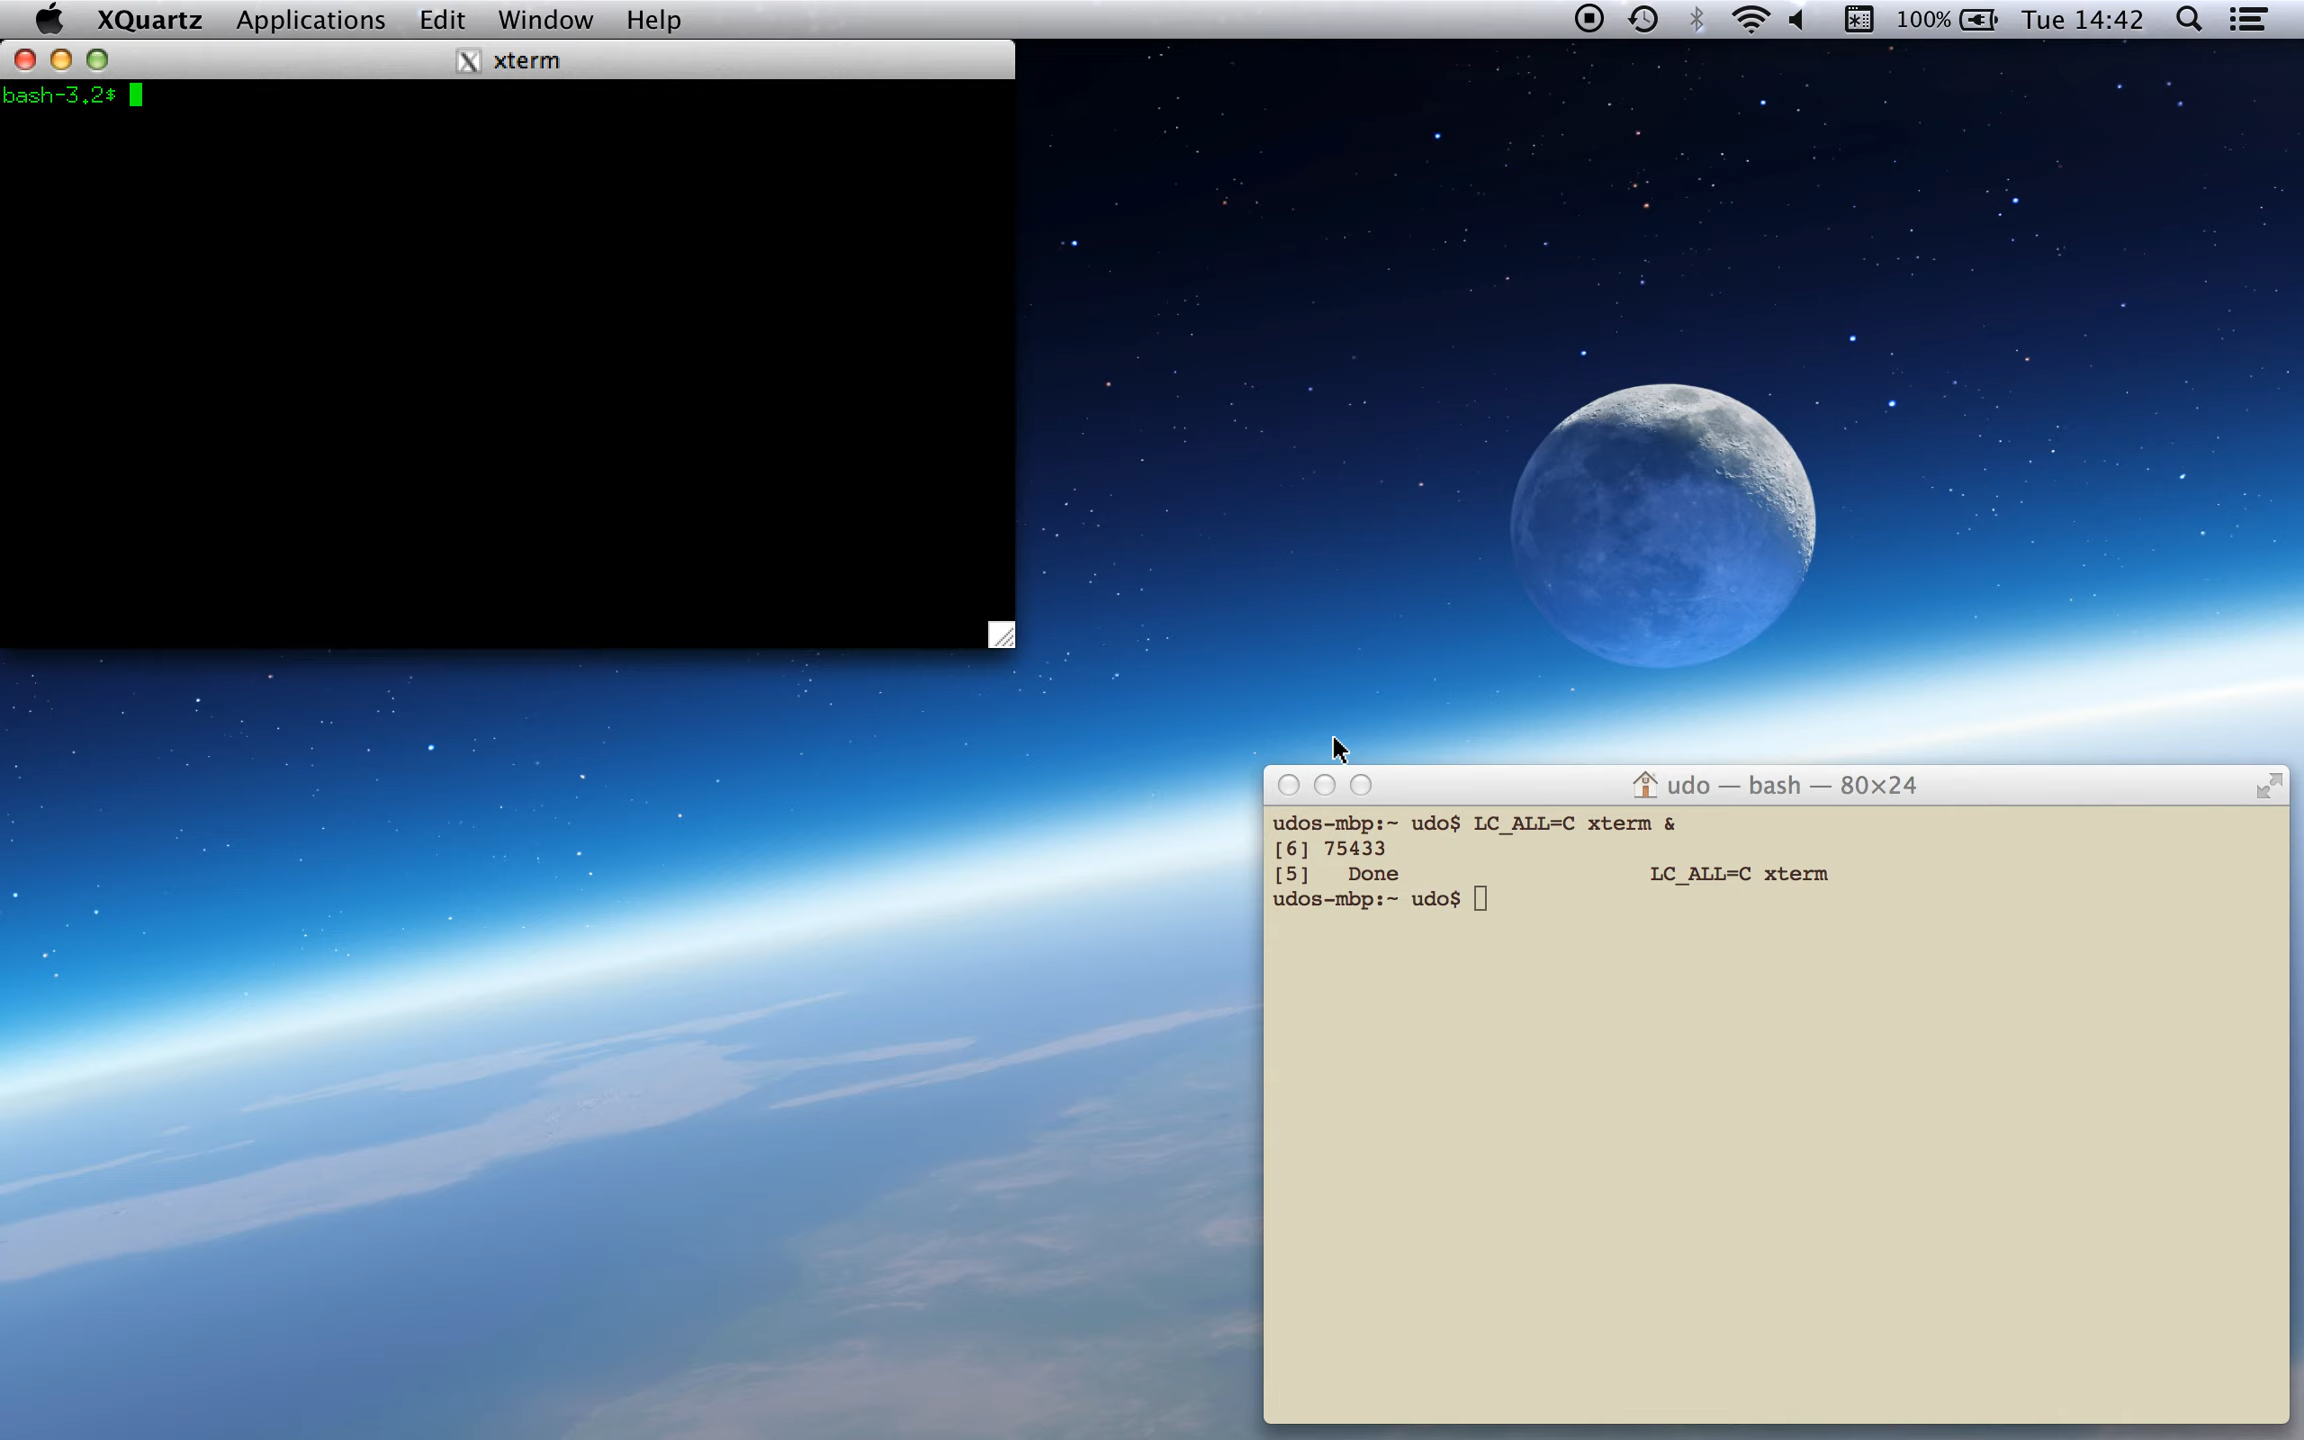 XQuartz Applications Edit Window Help 100% Tue 14:42
xterm
bash-3.2$
udo — bash — 80×24
udos-mbp:~ udo$ LC_ALL=C xterm &
[6] 75433
[5]   Done                    LC_ALL=C xterm
udos-mbp:~ udo$